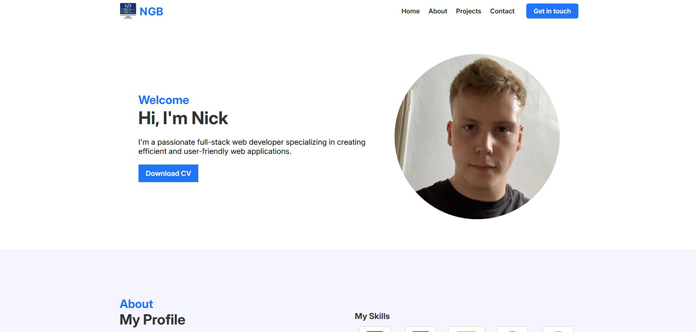 NGB
Home About Projects Contact Get in touch
Welcome
Hi, I'm Nick
I'm a passionate full-stack web developer specializing in creating
efficient and user-friendly web applications.
Download CV
About
My Profile
My Skills